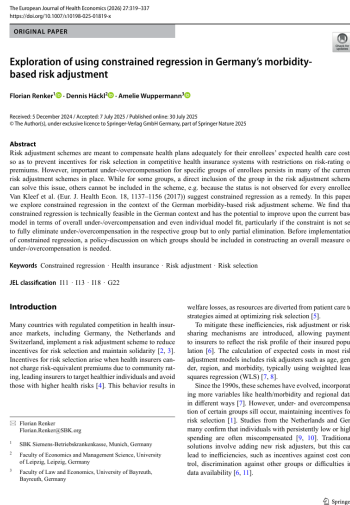 The European Journal of Health Economics (2026) 27:319–337
https://doi.org/10.1007/s10198-025-01819-x
ORIGINAL PAPER
Exploration of using constrained regression in Germany's morbidity-
based risk adjustment
Florian Renker1 · Dennis Häckl2 · Amelie Wuppermann3
Received: 5 December 2024 / Accepted: 7 July 2025 / Published online: 30 July 2025
© The Author(s), under exclusive licence to Springer-Verlag GmbH Germany, part of Springer Nature 2025
Abstract
Risk adjustment schemes are meant to compensate health plans adequately for their enrollees' expected health care cost
so as to prevent incentives for risk selection in competitive health insurance systems with restrictions on risk-rating o
premiums. However, important under-/overcompensation for specific groups of enrollees persists in many of the curren
risk adjustment schemes in place. While for some groups, a direct inclusion of the group in the risk adjustment schem
can solve this issue, others cannot be included in the scheme, e.g. because the status is not observed for every enrollee
Van Kleef et al. (Eur. J. Health Econ. 18, 1137–1156 (2017)) suggest constrained regression as a remedy. In this pape
we explore constrained regression in the context of the German morbidity-based risk adjustment scheme. We find tha
constrained regression is technically feasible in the German context and has the potential to improve upon the current bas
model in terms of overall under-/overcompensation and even individual model fit, particularly if the constraint is not se
to fully eliminate under-/overcompensation in the respective group but to only partial elimination. Before implementatio
of constrained regression, a policy-discussion on which groups should be included in constructing an overall measure o
under-/overcompensation is needed.
Keywords Constrained regression · Health insurance · Risk adjustment · Risk selection
JEL classification I11 · I13 · I18 · G22
Introduction
Many countries with regulated competition in health insur-
ance markets, including Germany, the Netherlands and
Switzerland, implement a risk adjustment scheme to reduce
incentives for risk selection and maintain solidarity [2, 3].
Incentives for risk selection arise when health insurers can-
not charge risk-equivalent premiums due to community rat-
ing, leading insurers to target healthier individuals and avoid
those with higher health risks [4]. This behavior results in
Florian Renker
Florian.Renker@SBK.org
1 SBK Siemens-Betriebskrankenkasse, Munich, Germany
2 Faculty of Economics and Management Science, University
of Leipzig, Leipzig, Germany
3 Faculty of Law and Economics, University of Bayreuth,
Bayreuth, Germany
welfare losses, as resources are diverted from patient care t
strategies aimed at optimizing risk selection [5].
To mitigate these inefficiencies, risk adjustment or risk
sharing mechanisms are introduced, allowing payment
to insurers to reflect the risk profile of their insured popu
lation [6]. The calculation of expected costs in most risk
adjustment models includes risk adjusters such as age, gen
der, region, and morbidity, typically using weighted leas
squares regression (WLS) [7, 8].
Since the 1990s, these schemes have evolved, incorporat
ing more variables like health/morbidity and regional dat
in different ways [7]. However, under- and overcompensa
tion of certain groups sill occur, maintaining incentives fo
risk selection [1]. Studies from the Netherlands and Ger
many confirm that individuals with persistently low or high
spending are often miscompensated [9, 10]. Traditiona
solutions involve adding new risk adjusters, but this ca
lead to inefficiencies, such as incentives against cost con
trol, discrimination against other groups or difficulties i
data availability [6, 11].
Springe